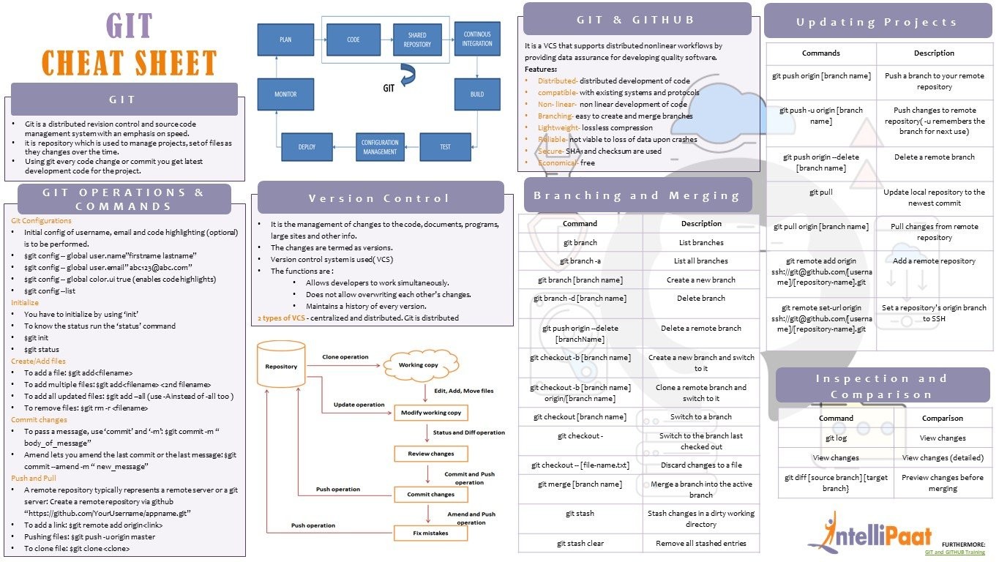 GIT
CHEAT SHEET
GIT
• Git is a distributed revision control and source code
management system with an emphasis on speed.
• it is repository which is used to manage projects, set of files as
they changes over the time.
• Using git every code change or commit you get latest
development code for the project.
GIT OPERATIONS &
COMMANDS
Git Configurations
• Initial config of username, email and code highlighting (optional)
is to be performed.
• $git config -- global user.name"firstname lastname"
• $git config -- global user.email" abc123@abc.com"
• $git config -- global color.ui true (enables code highlights)
• $git config --list
Initialize
• You have to initialize by using 'init'
• To know the status run the 'status' command
• $git init
• $git status
Create/Add files
• To add a file: $git add<filename>
• To add multiple files: $git add<filename> <2nd filename>
• To add all updated files: $git add –all (use -A instead of -all too )
• To remove files: $git rm -r <filename>
Commit changes
• To pass a message, use 'commit' and '-m': $git commit -m "
body_of_message"
• Amend lets you amend the last commit or the last message: $git
commit --amend -m " new_message"
Push and Pull
• A remote repository typically represents a remote server or a git
server: Create a remote repository via github
"https://github.com/YourUsername/appname.git"
• To add a link: $git remote add origin<link>
• Pushing files: $git push -u origin master
• To clone file: $git clone <clone>
PLAN
CODE
SHARED
REPOSITORY
CONTINOUS
INTEGRATION
GIT
MONITOR
BUILD
DEPLOY
CONFIGURATION
MANAGEMENT
TEST
Version Control
• It is the management of changes to the code, documents, programs,
large sites and other info.
• The changes are termed as versions.
• Version control system is used( VCS)
• The functions are :
• Allows developers to work simultaneously.
• Does not allow overwriting each other's changes.
• Maintains a history of every version.
2 types of VCS - centralized and distributed. Git is distributed
Repository
Clone operation
Working copy
Edit, Add, Move files
Update operation
Modify working copy
Status and Diff operation
Review changes
Commit and Push
operation
Push operation
Commit changes
Amend and Push
operation
Push operation
Fix mistakes
GIT & GITHUB
It is a VCS that supports distributed nonlinear workflows by
providing data assurance for developing quality software.
Features:
• Distributed- distributed development of code
• compatible- with existing systems and protocols
• Non- linear- non linear development of code
• Branching- easy to create and merge branches
• Lightweight- lossless compression
• Reliable- not viable to loss of data upon crashes
• Secure- SHA1 and checksum are used
• Economical- free
Branching and Merging
Command Description
git branch List branches
git branch -a List all branches
git branch [branch name] Create a new branch
git branch -d [branch name] Delete branch
git push origin --delete Delete a remote branch
[branchName]
git checkout -b [branch name] Create a new branch and switch
to it
git checkout -b [branch name] Clone a remote branch and
origin/[branch name] switch to it
git checkout [branch name] Switch to a branch
git checkout - Switch to the branch last
checked out
git checkout -- [file-name.txt] Discard changes to a file
git merge [branch name] Merge a branch into the active
branch
git stash Stash changes in a dirty working
directory
git stash clear Remove all stashed entries
Updating Projects
Commands Description
git push origin [branch name] Push a branch to your remote
repository
git push -u origin [branch Push changes to remote
name] repository( -u remembers the
branch for next use)
git push origin --delete Delete a remote branch
[branch name]
git pull Update local repository to the
newest commit
git pull origin [branch name] Pull changes from remote
repository
git remote add origin Add a remote repository
ssh://git@github.com/[userna
me]/[repository-name].git
git remote set-url origin Set a repository's origin branch
ssh://git@github.com/[userna to SSH
me]/[repository-name].git
Inspection and
Comparison
Command Comparison
git log View changes
View changes View changes (detailed)
git diff [source branch] [target Preview changes before
branch} merging
IntelliPaat
FURTHERMORE:
GIT and GITHUB Training